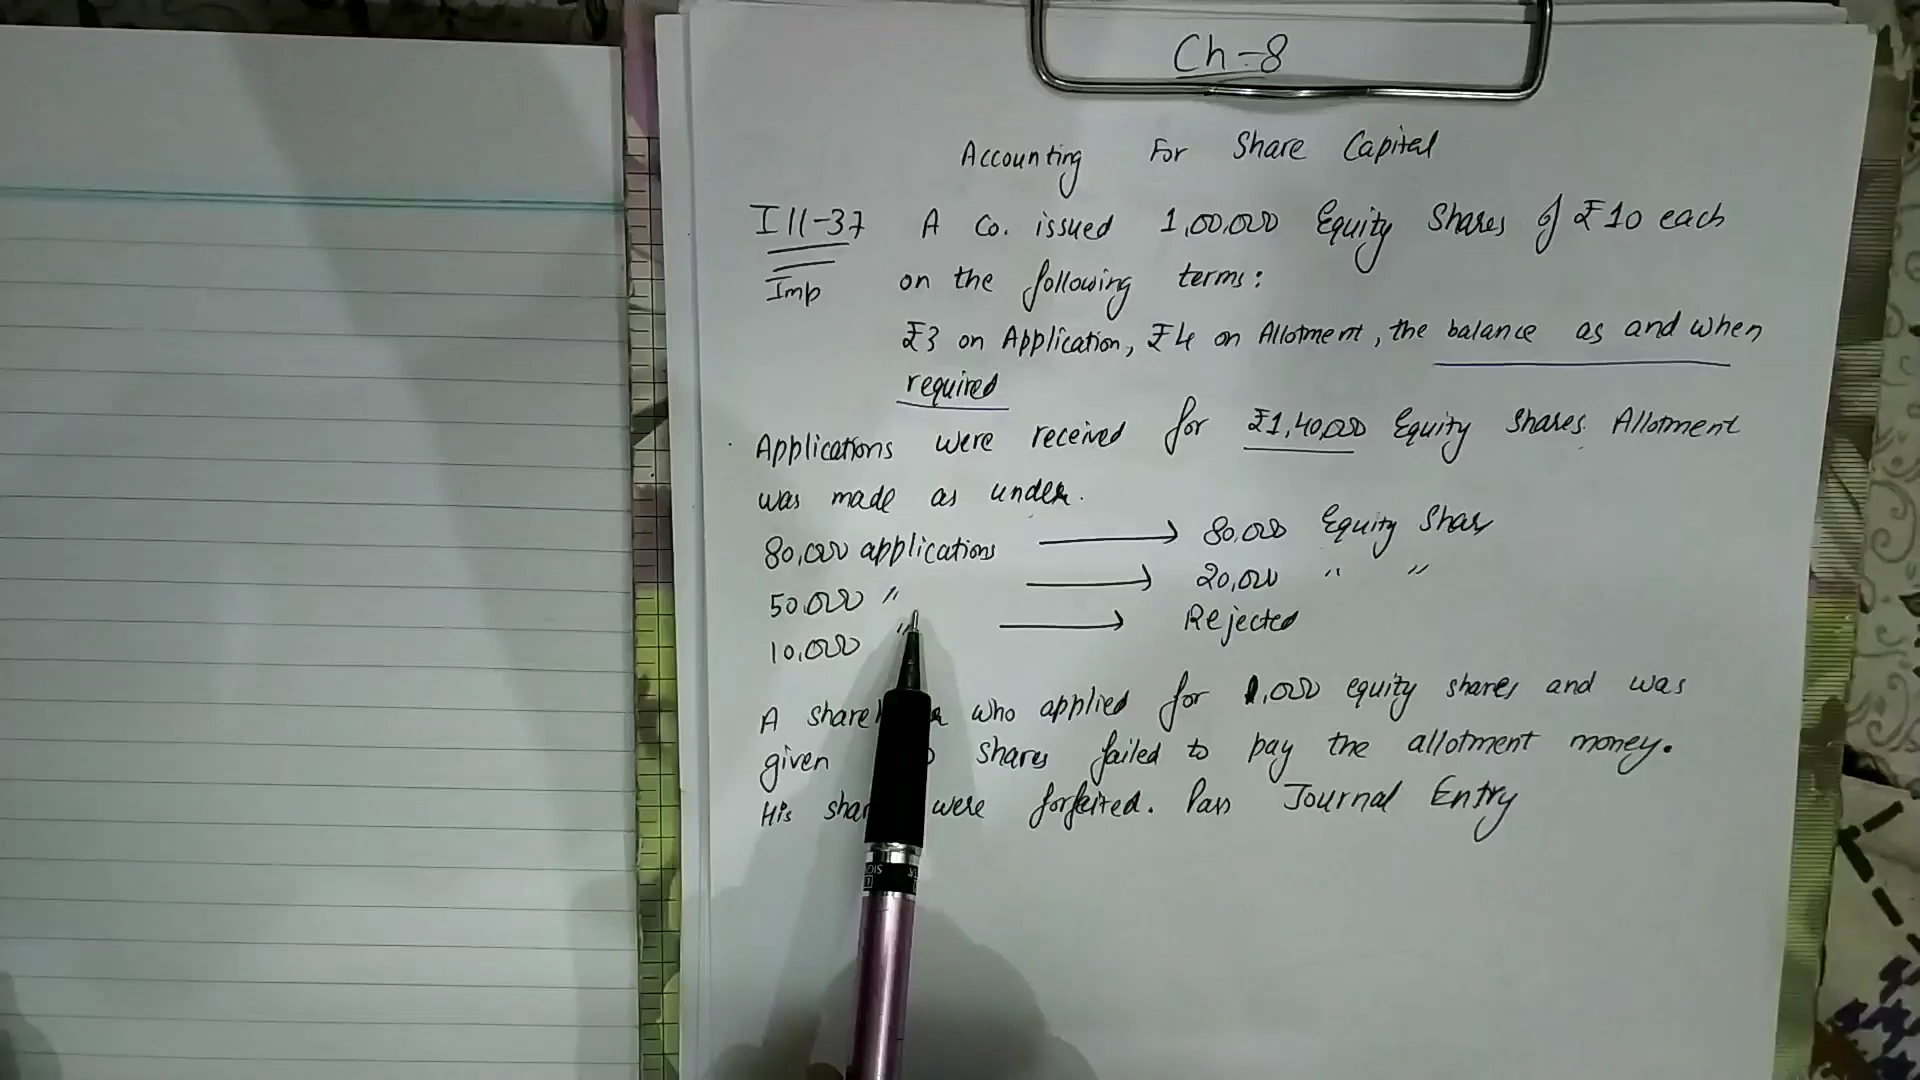 Ch-8
Accounting For Share Capital
Ill-37 A Co. issued 1,00,000 Equity Shares of ₹10 each
Imp on the following terms:
₹3 on Application, ₹4 on Allotment, the balance as and when
required
Applications were received for ₹1,40,000 Equity Shares. Allotment
was made as under.
80,000 applications → 80,000 Equity Shar
50,000 " → 20,000 " "
10,000 " → Rejected
A share who applied for 1,000 equity shares and was
given shares failed to pay the allotment money.
His shar were forfeited. Pass Journal Entry